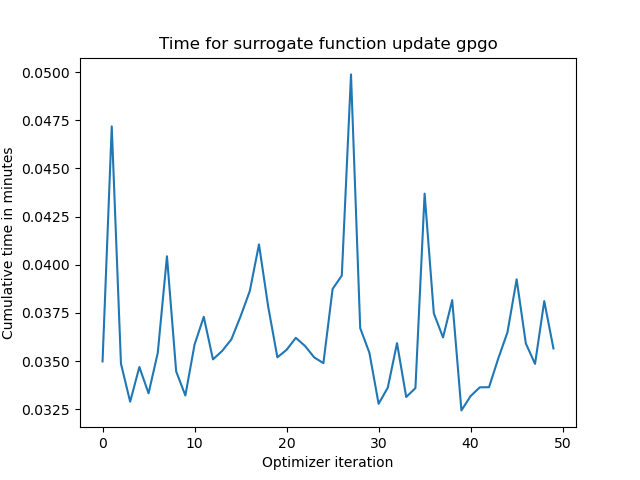 Time for surrogate function update gpgo
Cumulative time in minutes
0.0500
0.0475
0.0450
0.0425
0.0400
0.0375
0.0350
0.0325
0 10 20 30 40 50
Optimizer iteration